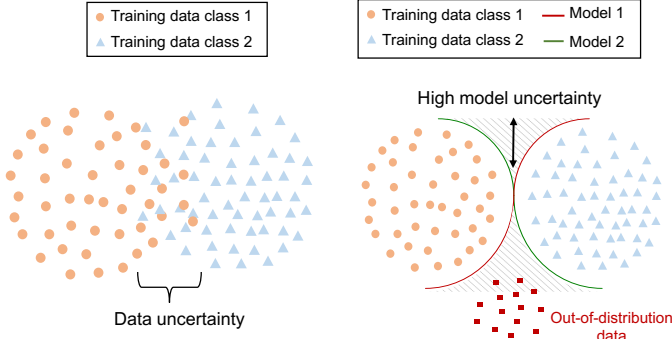 Training data class 1
Training data class 2
Data uncertainty
Training data class 1
Model 1
Training data class 2
Model 2
High model uncertainty
Out-of-distribution
data